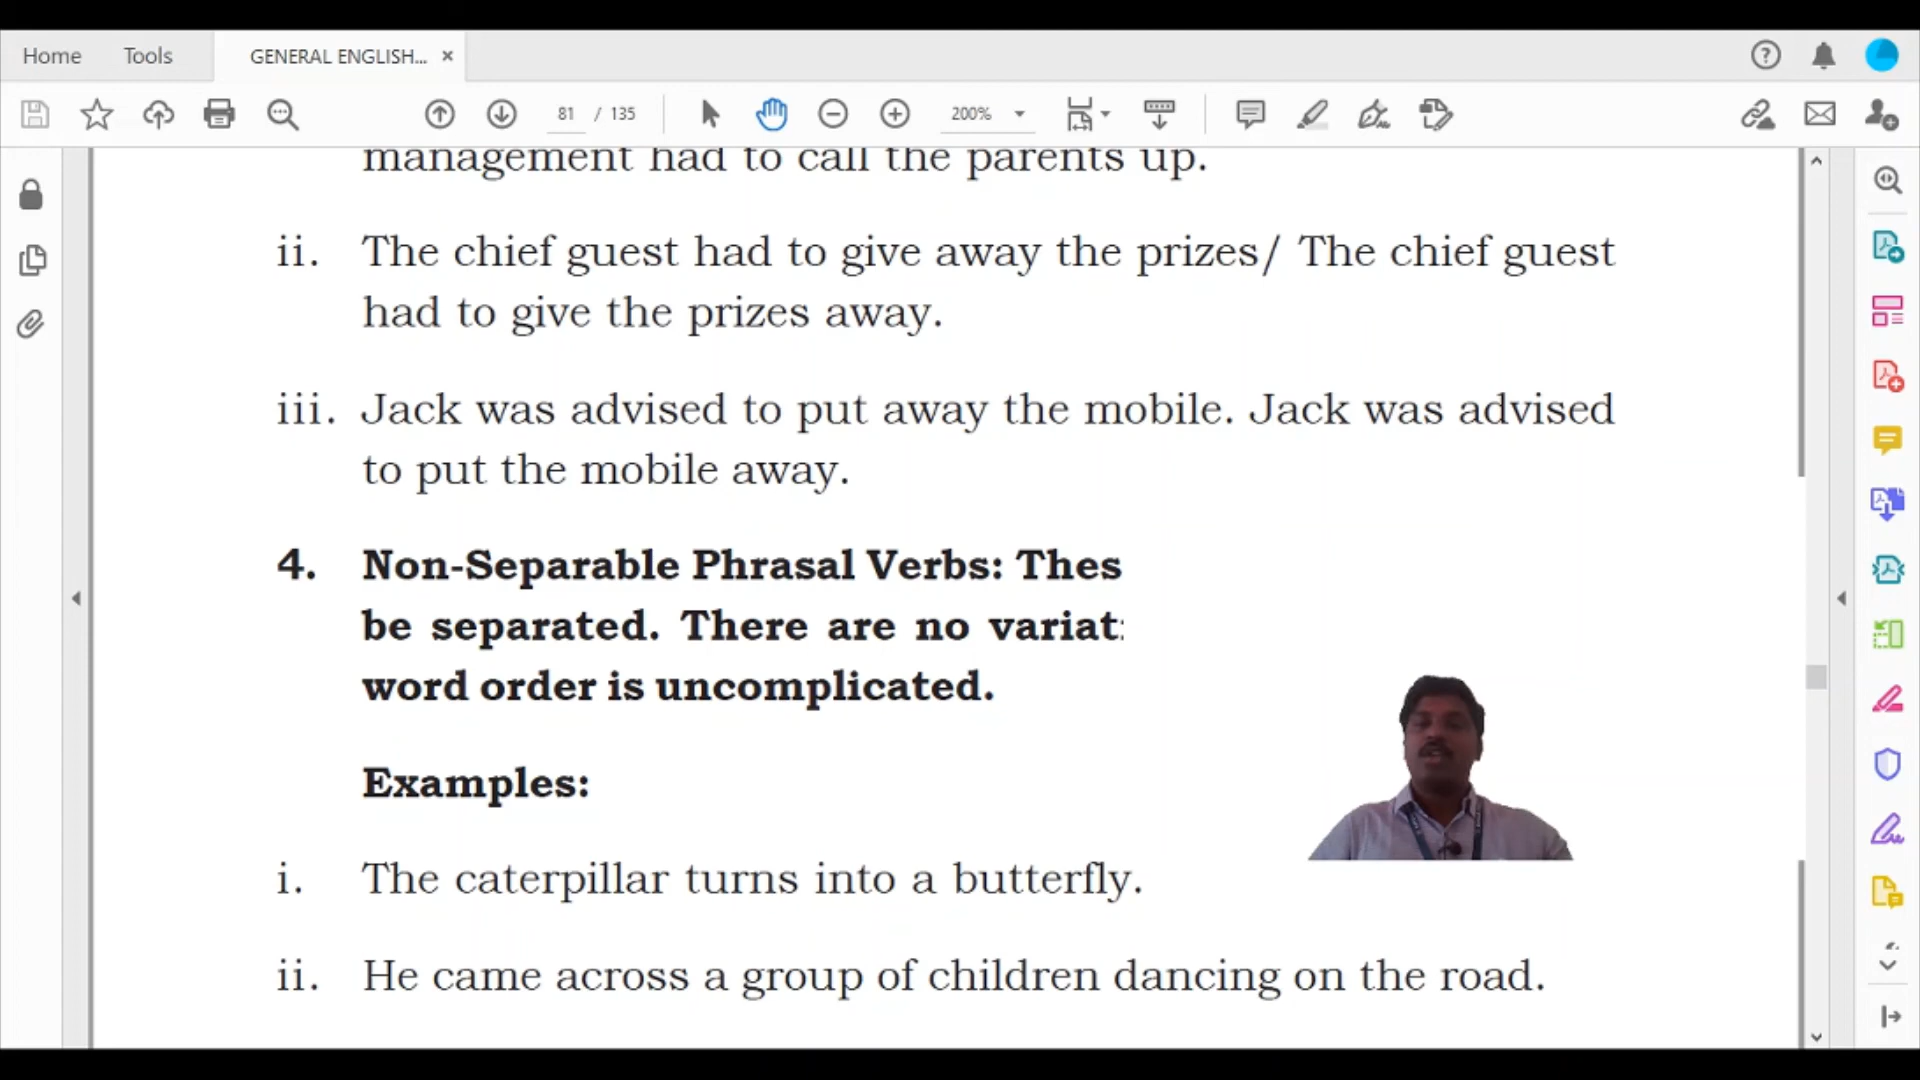 Home Tools GENERAL ENGLISH... ×
81 / 135 200%
management had to call the parents up.
ii. The chief guest had to give away the prizes/ The chief guest
had to give the prizes away.
iii. Jack was advised to put away the mobile. Jack was advised
to put the mobile away.
4. Non-Separable Phrasal Verbs:
be separated. There are no
word order is uncomplicated.
Examples:
i. The caterpillar turns into a butterfly.
ii. He came across a group of children dancing on the road.